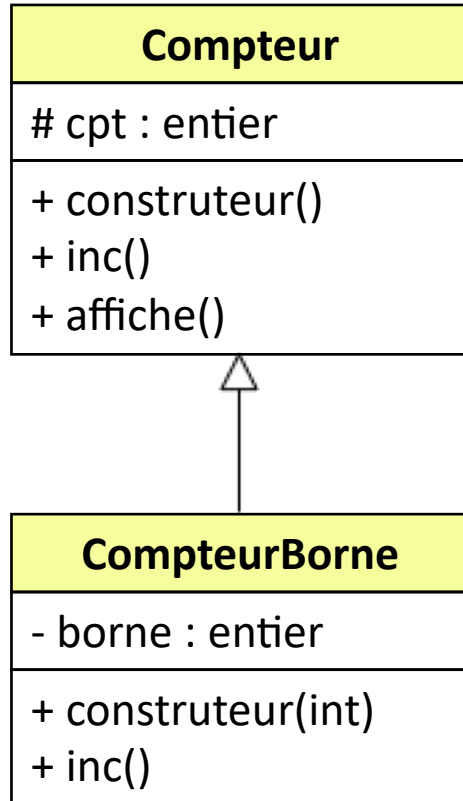 Compteur
# cpt : entier
+ construteur()
+ inc()
+ affiche()
CompteurBorne
- borne : entier
+ construteur(int)
+ inc()